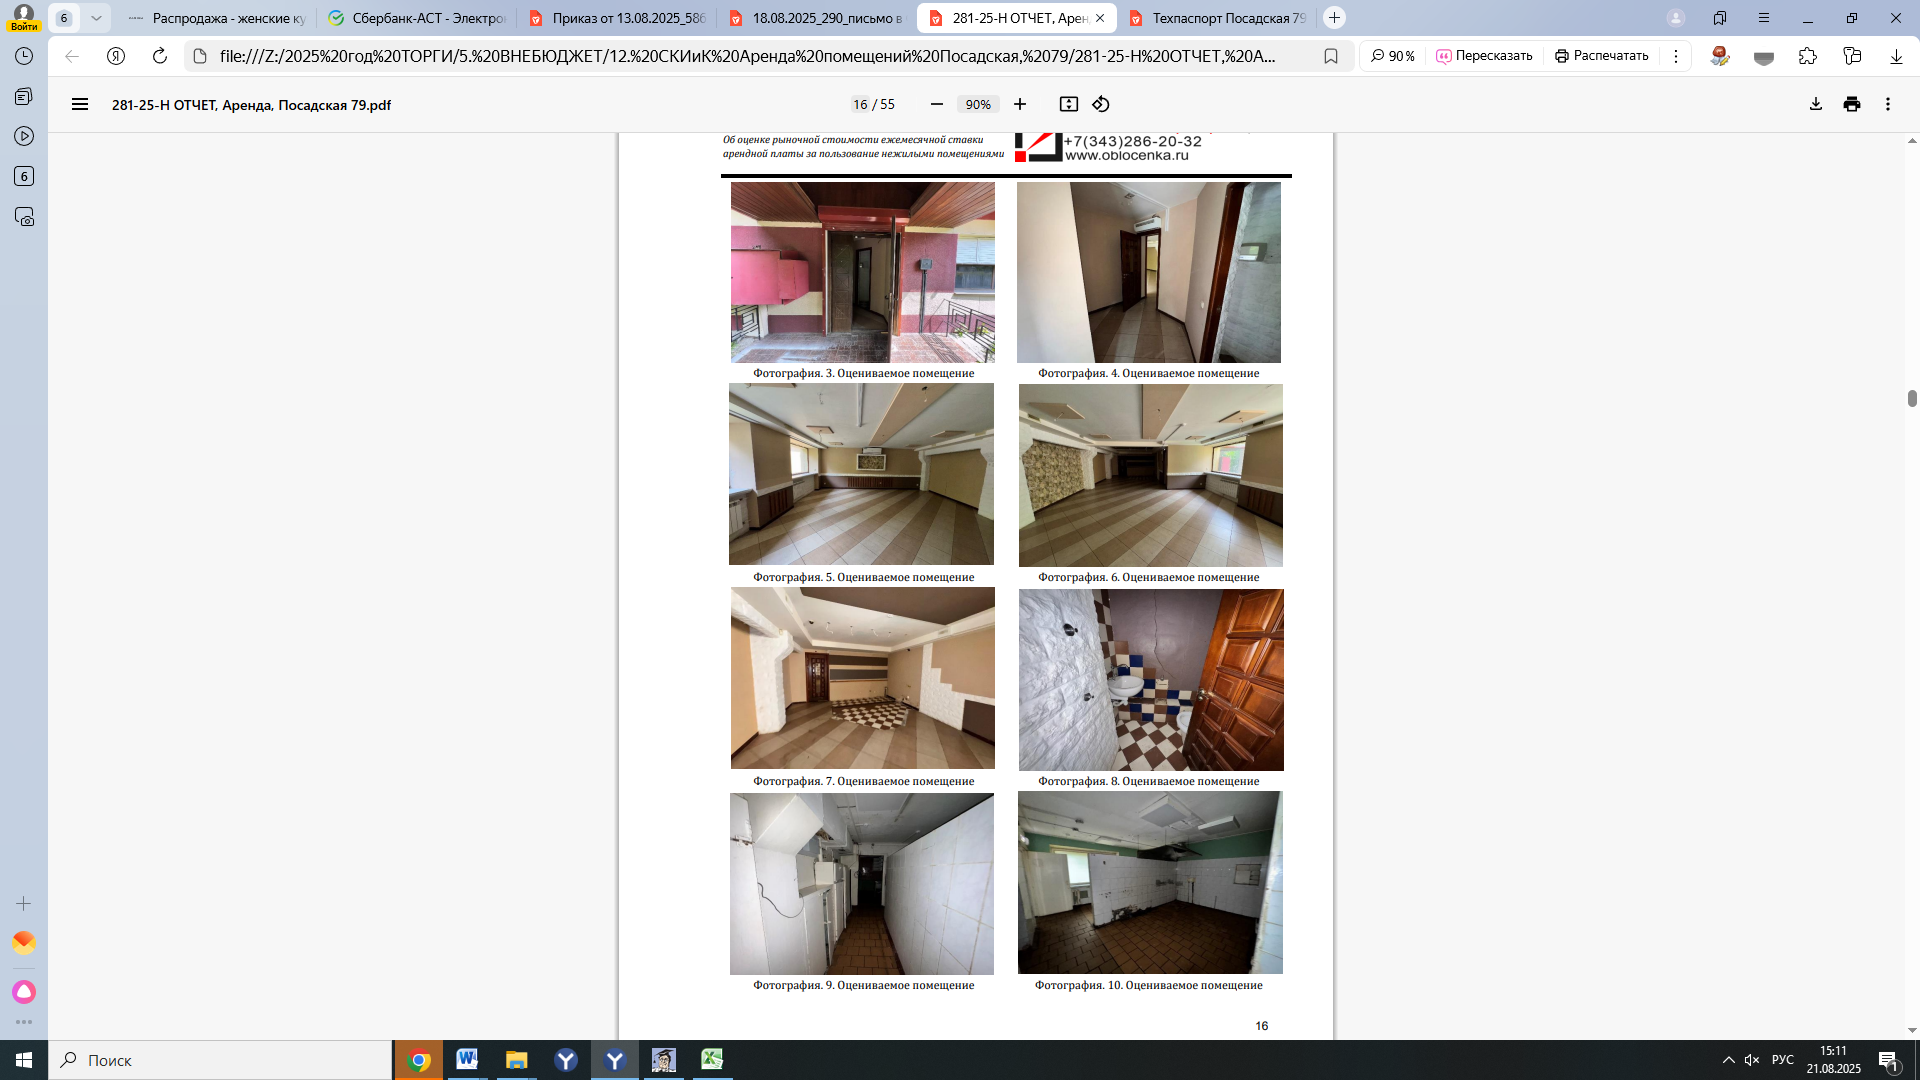 Войти
6
Распродажа - женские ку
Сбербанк-АСТ - Электрон
Приказ от 13.08.2025_586
18.08.2025_290_письмо в
281-25-Н ОТЧЕТ, Арен
Техпаспорт Посадская 79
file:///Z:/2025%20год%20ТОРГИ/5.%20ВНЕБЮДЖЕТ/12.%20СКИиК%20Аренда%20помещений%20Посадская,%2079/281-25-Н%20ОТЧЕТ,%20А...
90 %
Пересказать
Распечатать
6
281-25-Н ОТЧЕТ, Аренда, Посадская 79.pdf
16 / 55
90%
Об оценке рыночной стоимости ежемесячной ставки
арендной платы за пользование нежилыми помещениями
+7(343)286-20-32
www.oblocenka.ru
Фотография. 3. Оцениваемое помещение
Фотография. 4. Оцениваемое помещение
Фотография. 5. Оцениваемое помещение
Фотография. 6. Оцениваемое помещение
Фотография. 7. Оцениваемое помещение
Фотография. 8. Оцениваемое помещение
Фотография. 9. Оцениваемое помещение
Фотография. 10. Оцениваемое помещение
16
Поиск
РУС
15:11
21.08.2025
1